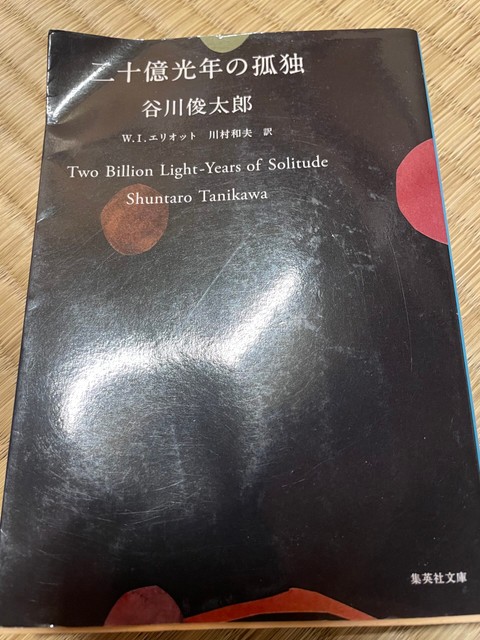 二十億光年の孤独
谷川俊太郎
W.I.エリオット 川村和夫 訳
Two Billion Light-Years of Solitude
Shuntaro Tanikawa
集英社文庫